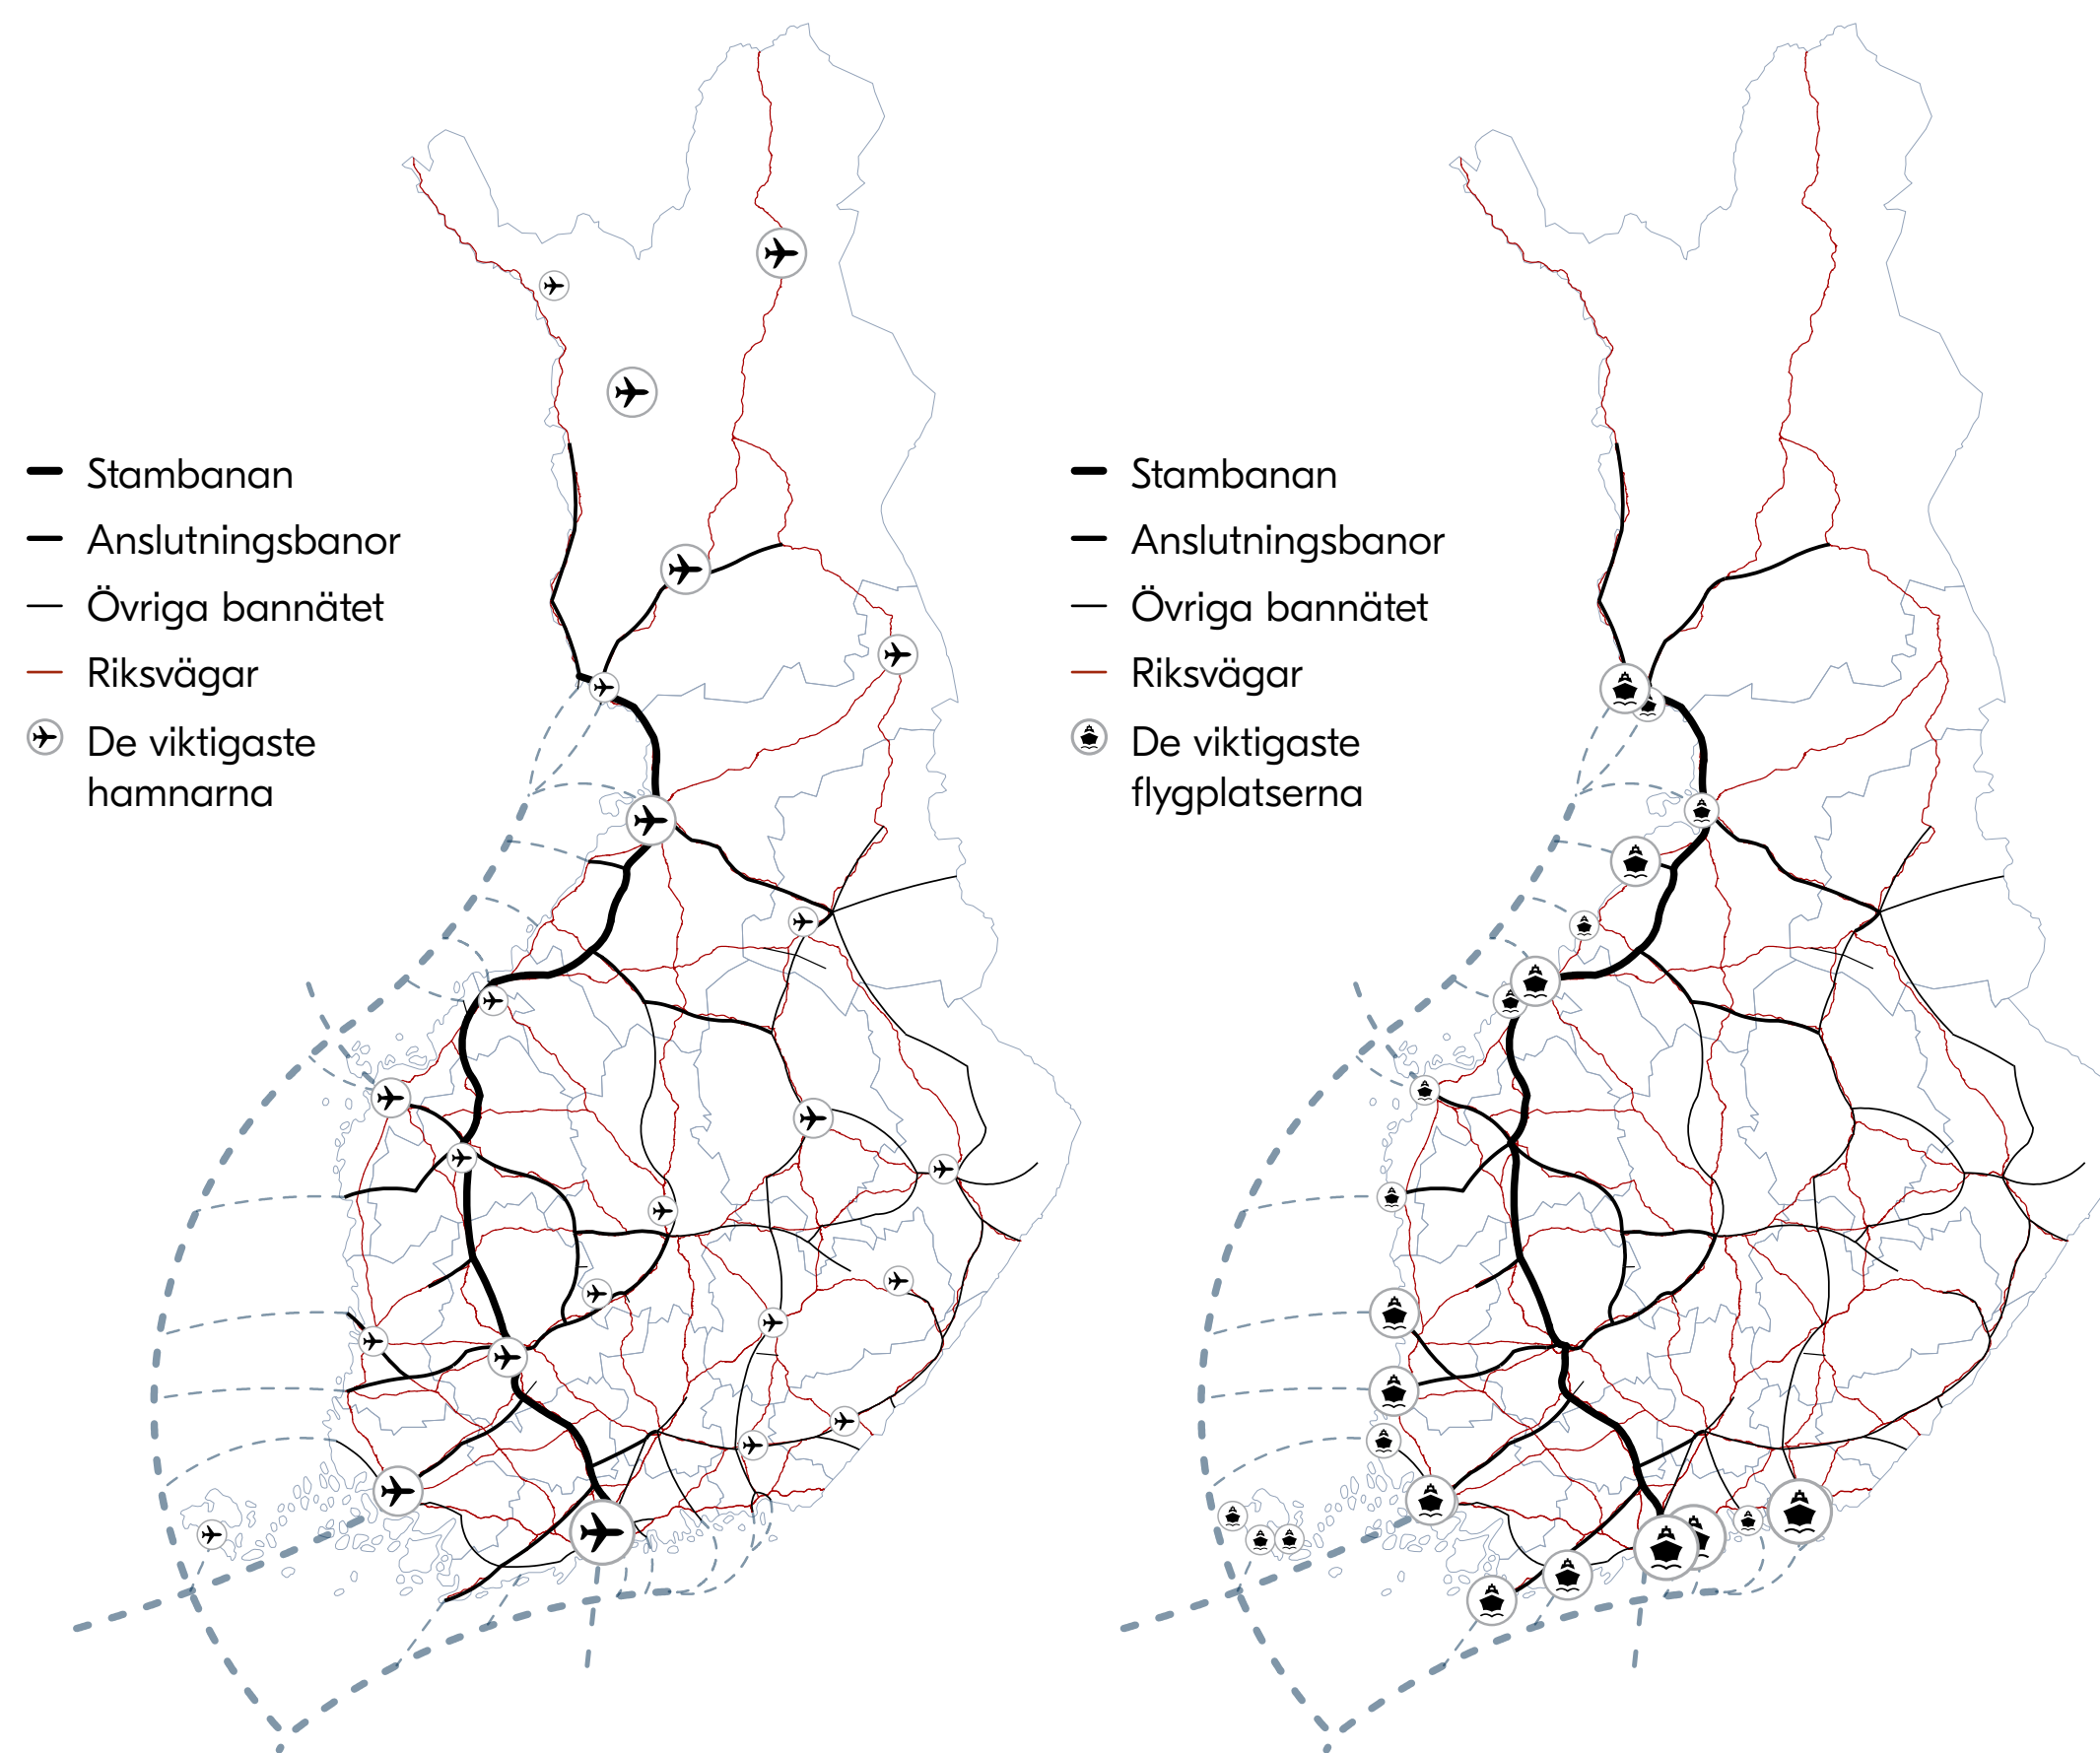 Stambanan
Anslutningsbanor
Övriga bannätet
Riksvägar
De viktigaste
hamnarna
Stambanan
Anslutningsbanor
Övriga bannätet
Riksvägar
De viktigaste
flygplatserna